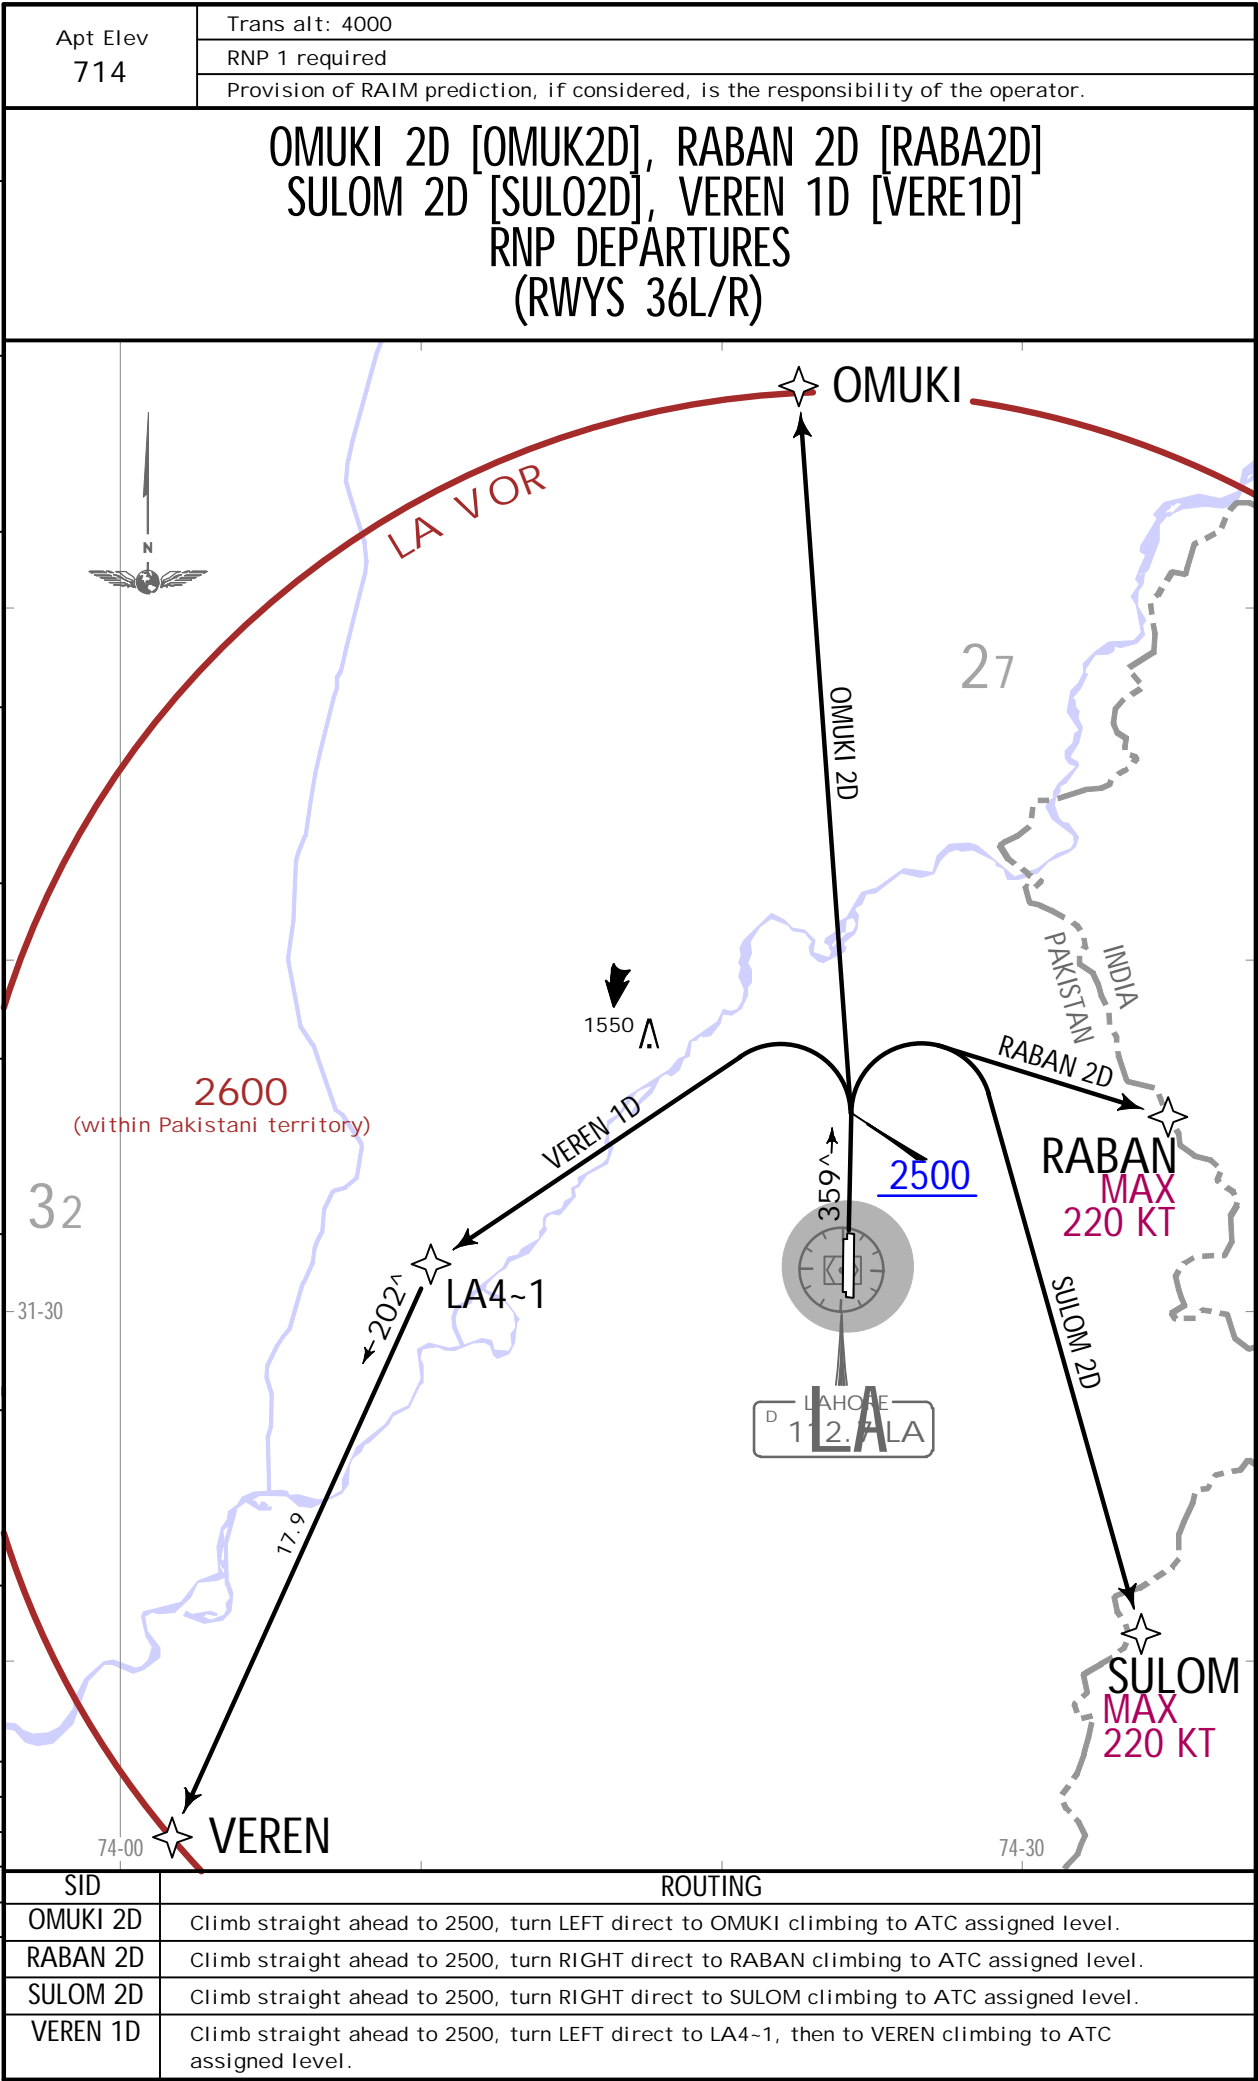 Apt Elev
714
Trans alt: 4000
RNP 1 required
Provision of RAIM prediction, if considered, is the responsibility of the operator.
OMUKI 2D [OMUK2D], RABAN 2D [RABA2D]
SULOM 2D [SULO2D], VEREN 1D [VERE1D]
RNP DEPARTURES
(RWYS 36L/R)
OMUKI
LA VOR
N
27
OMUKI 2D
INDIA
PAKISTAN
1550
RABAN 2D
2600
(within Pakistani territory)
VEREN 1D
RABAN
MAX
220 KT
359^
2500
32
LA4~1
202^
31-30
SULOM 2D
LAHORE
D 112.7 LA
LA
17.9
SULOM
MAX
220 KT
VEREN
74-00
74-30
SID ROUTING
OMUKI 2D Climb straight ahead to 2500, turn LEFT direct to OMUKI climbing to ATC assigned level.
RABAN 2D Climb straight ahead to 2500, turn RIGHT direct to RABAN climbing to ATC assigned level.
SULOM 2D Climb straight ahead to 2500, turn RIGHT direct to SULOM climbing to ATC assigned level.
VEREN 1D Climb straight ahead to 2500, turn LEFT direct to LA4~1, then to VEREN climbing to ATC
assigned level.